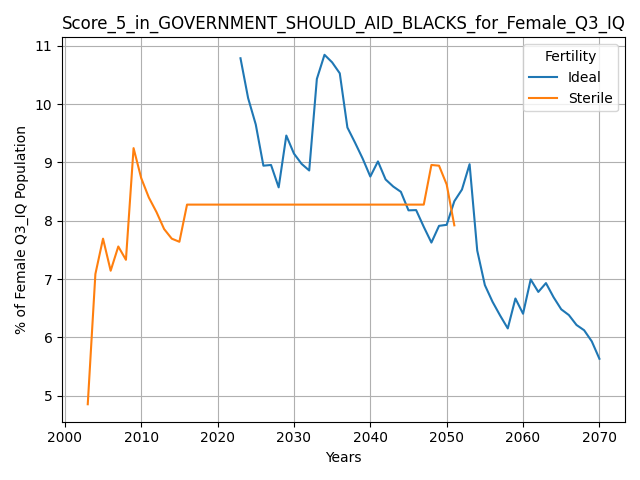 Score_5_in_GOVERNMENT_SHOULD_AID_BLACKS_for_Female_Q3_IQ
Fertility
Ideal
Sterile
% of Female Q3_IQ Population
11
10
9
8
7
6
5
2000 2010 2020 2030 2040 2050 2060 2070
Years